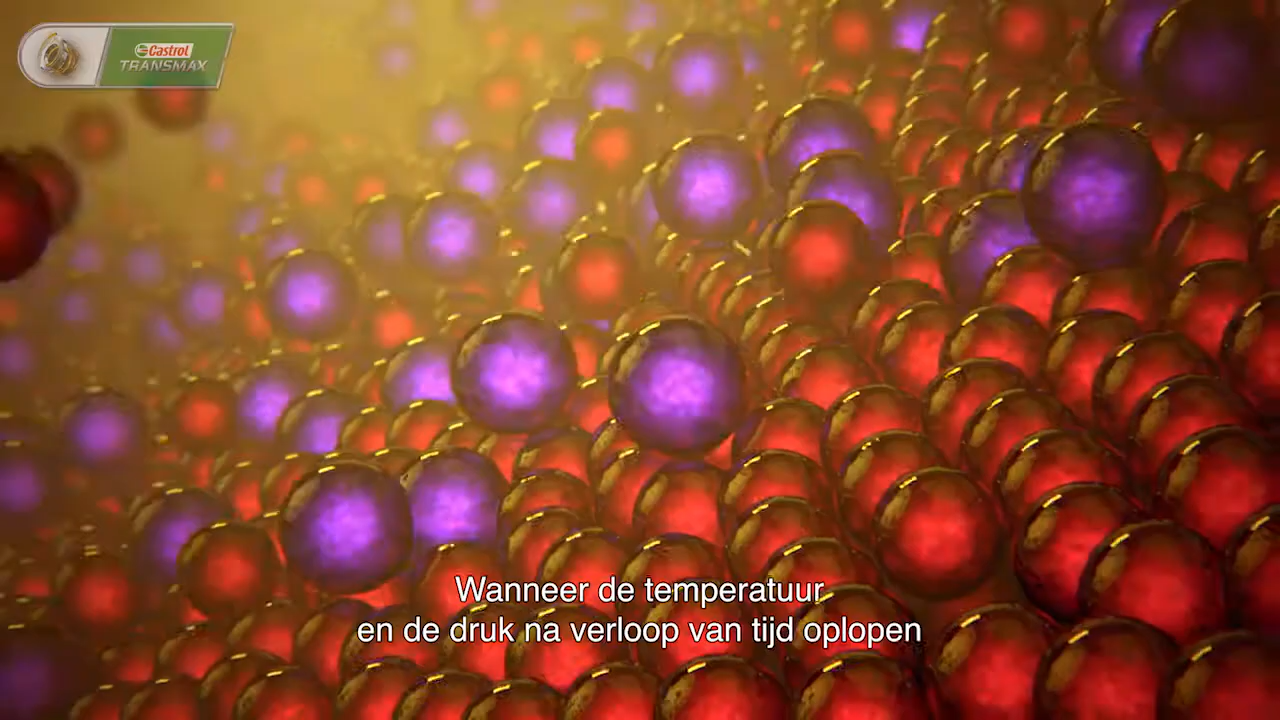 Castrol
TRANSMAX
Wanneer de temperatuur
en de druk na verloop van tijd oplopen